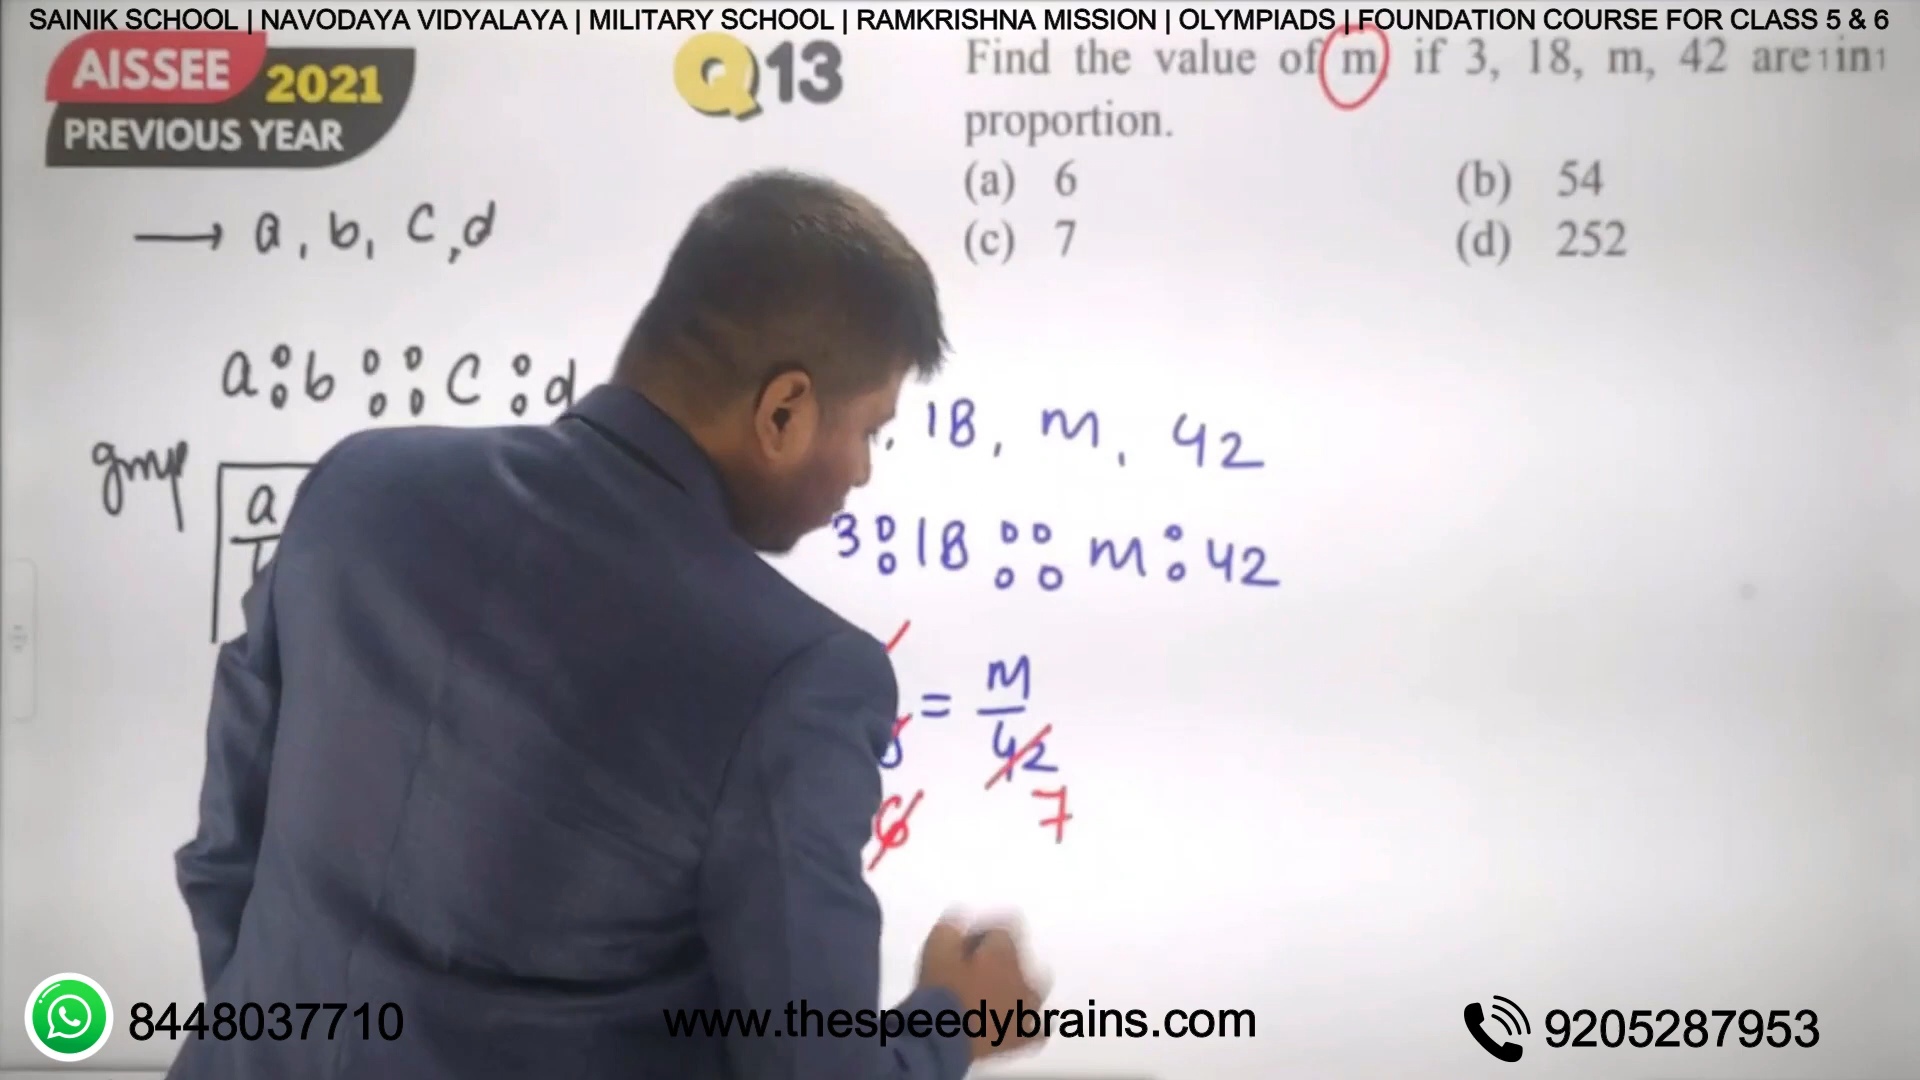 SAINIK SCHOOL | NAVODAYA VIDYALAYA | MILITARY SCHOOL | RAMKRISHNA MISSION | OLYMPIADS | FOUNDATION COURSE FOR CLASS 5 & 6
AISSEE 2021
PREVIOUS YEAR
Q13
Find the value of m, if 3, 18, m, 42 are in
proportion.
(a) 6 (b) 54
(c) 7 (d) 252
→ a, b, c, d
a : b :: c : d
gmp
a
, 18, m, 42
3 : 18 :: m : 42
= m
42
6 7
8448037710 www.thespeedybrains.com 9205287953